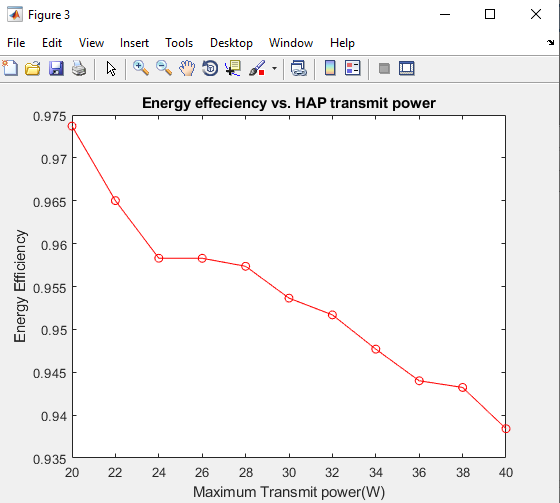 Figure 3
File Edit View Insert Tools Desktop Window Help
Energy effeciency vs. HAP transmit power
0.975
0.97
0.965
0.96
0.955
0.95
0.945
0.94
0.935
Energy Efficiency
20 22 24 26 28 30 32 34 36 38 40
Maximum Transmit power(W)